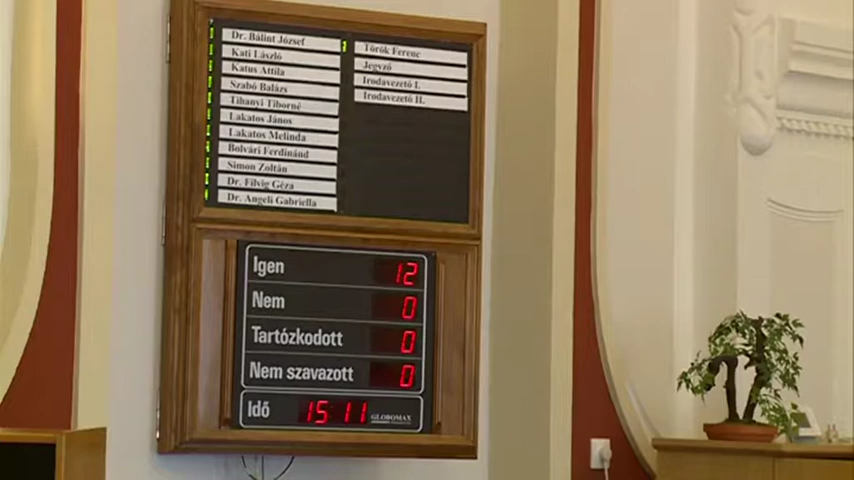 Dr. Bálint József
Kati László
Katus Attila
Szabó Balázs
Tihanyi Tiborné
Lakatos János
Lakatos Melinda
Bolvári Ferdinánd
Simon Zoltán
Dr. Filvig Géza
Dr. Angeli Gabriella
Török Ferenc
Jegyző
Irodavezető I.
Irodavezető II.
Igen 12
Nem 0
Tartózkodott 0
Nem szavazott 0
Idő 15:11 GLOBOMAX